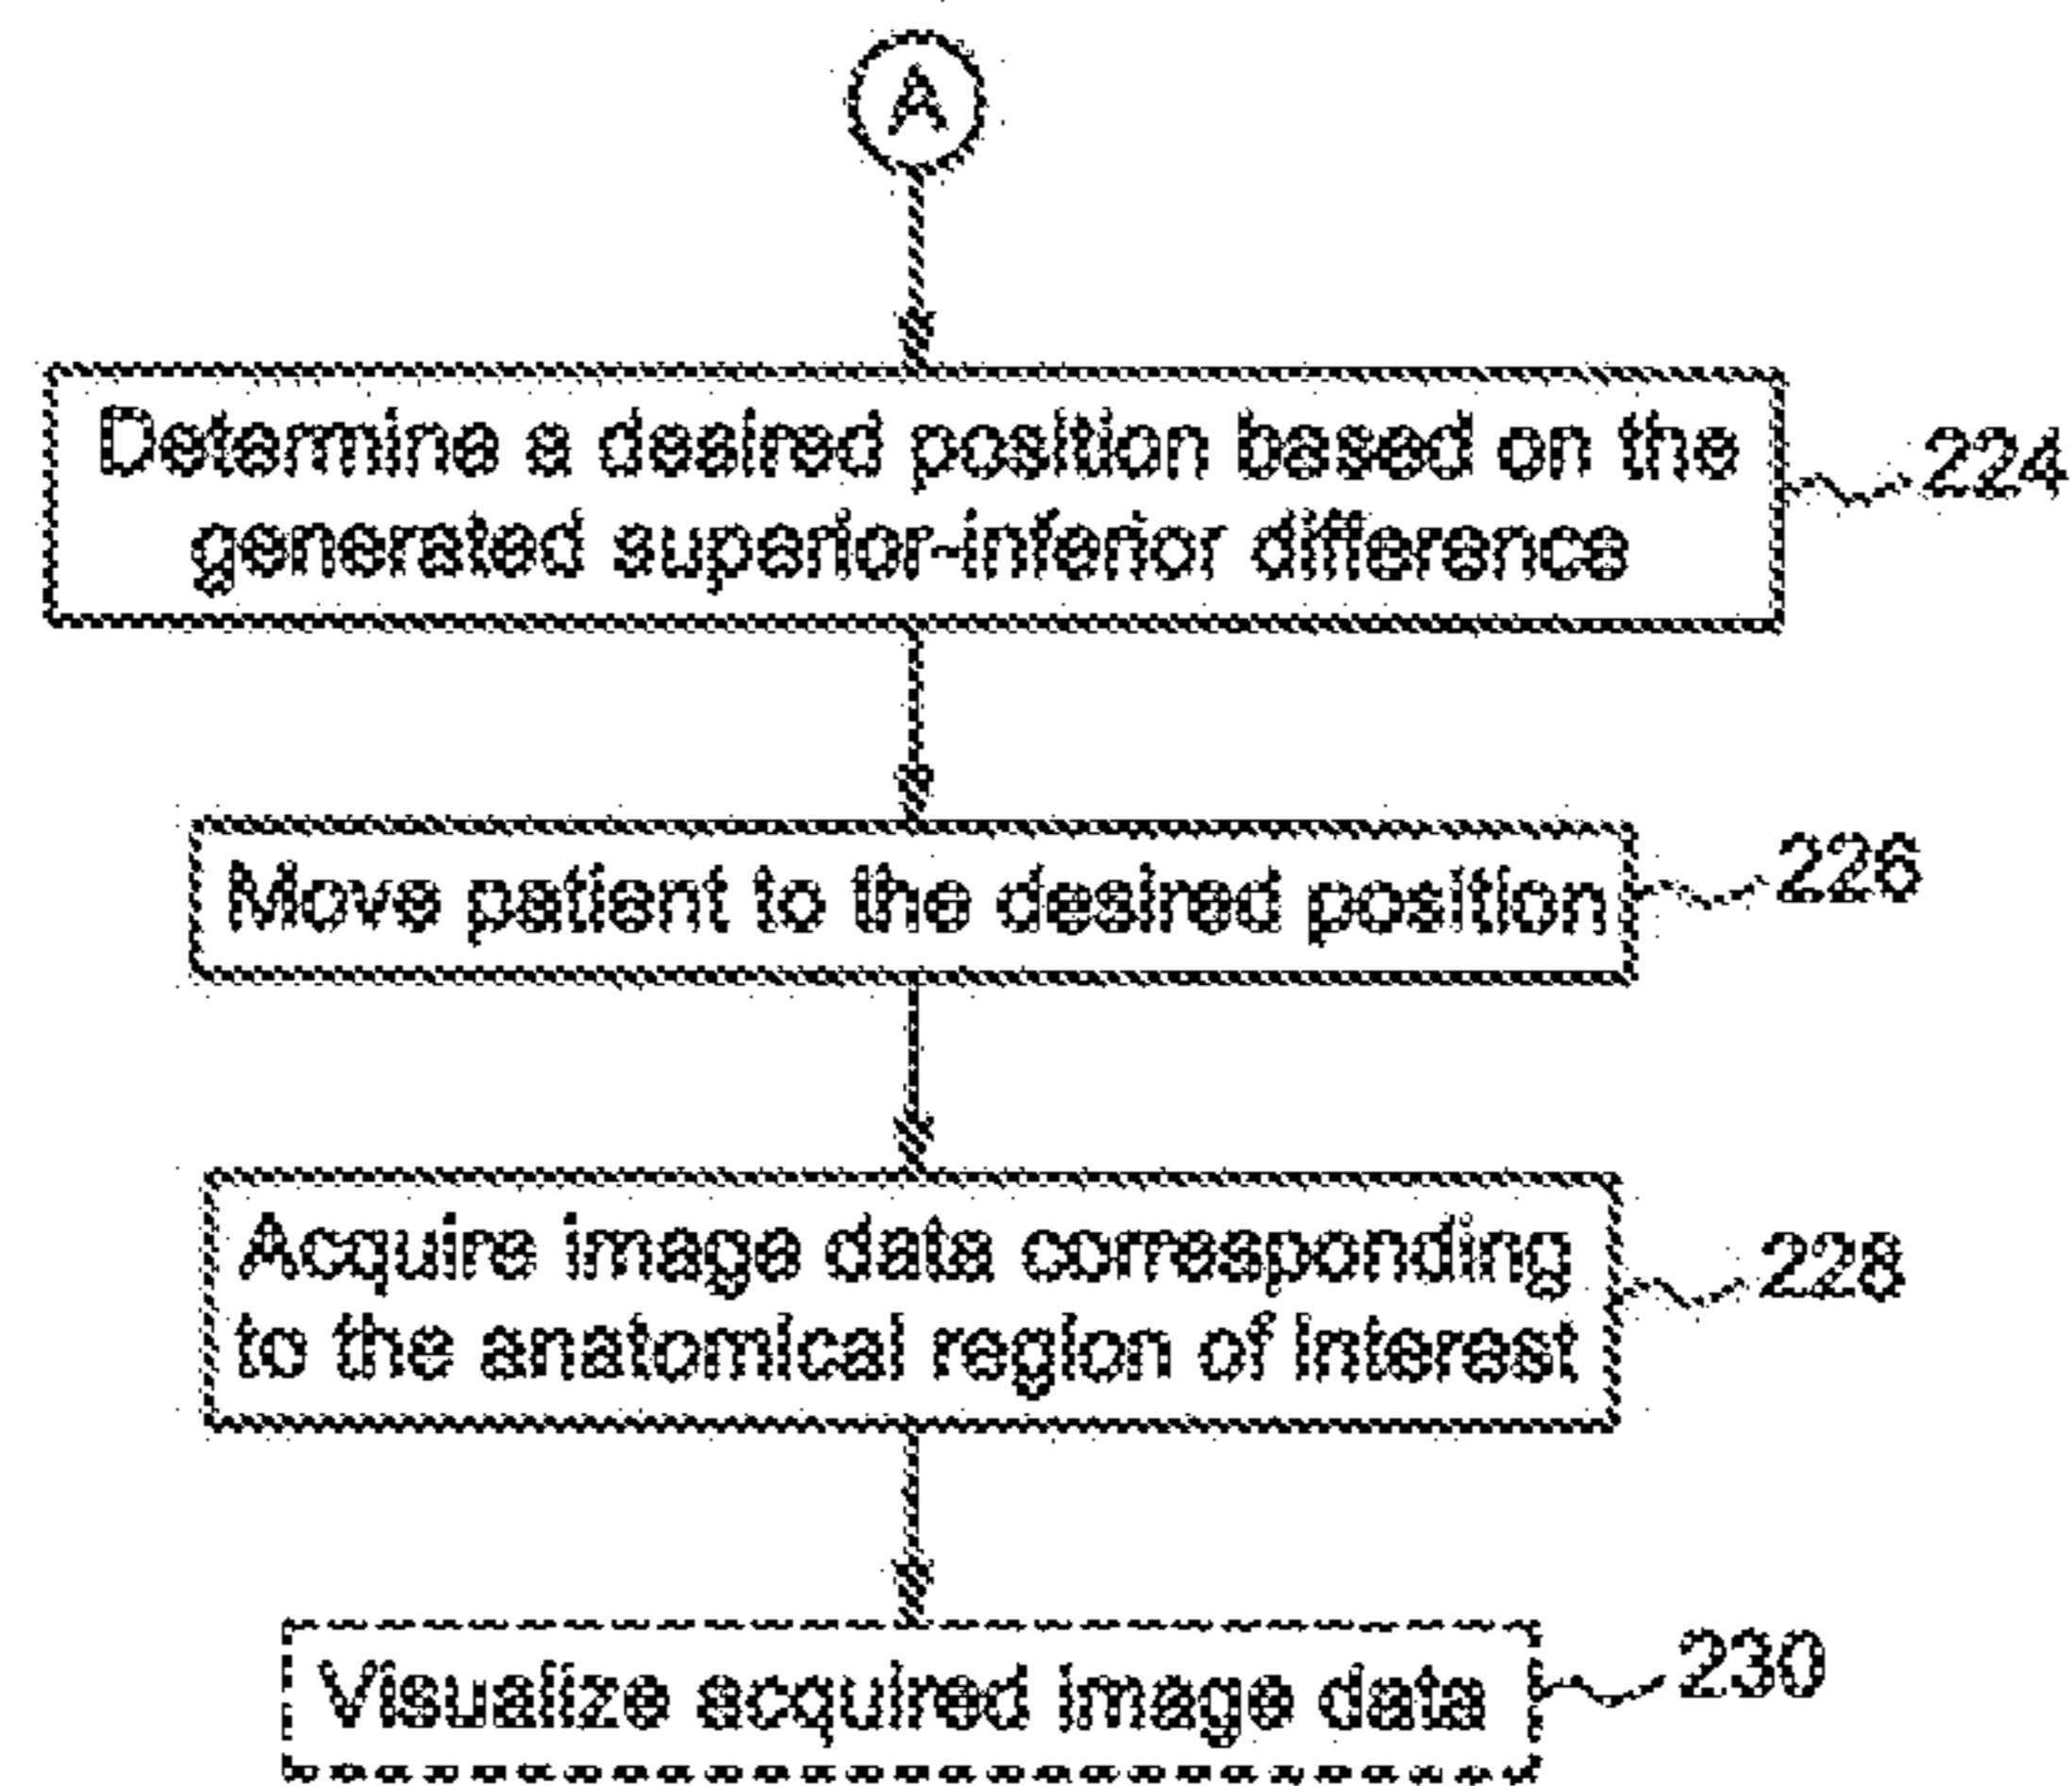 A
Determine a desired position based on the
generated superior-inferior difference
224
Move patient to the desired position
226
Acquire image data corresponding
to the anatomical region of interest
228
Visualize acquired image data
230